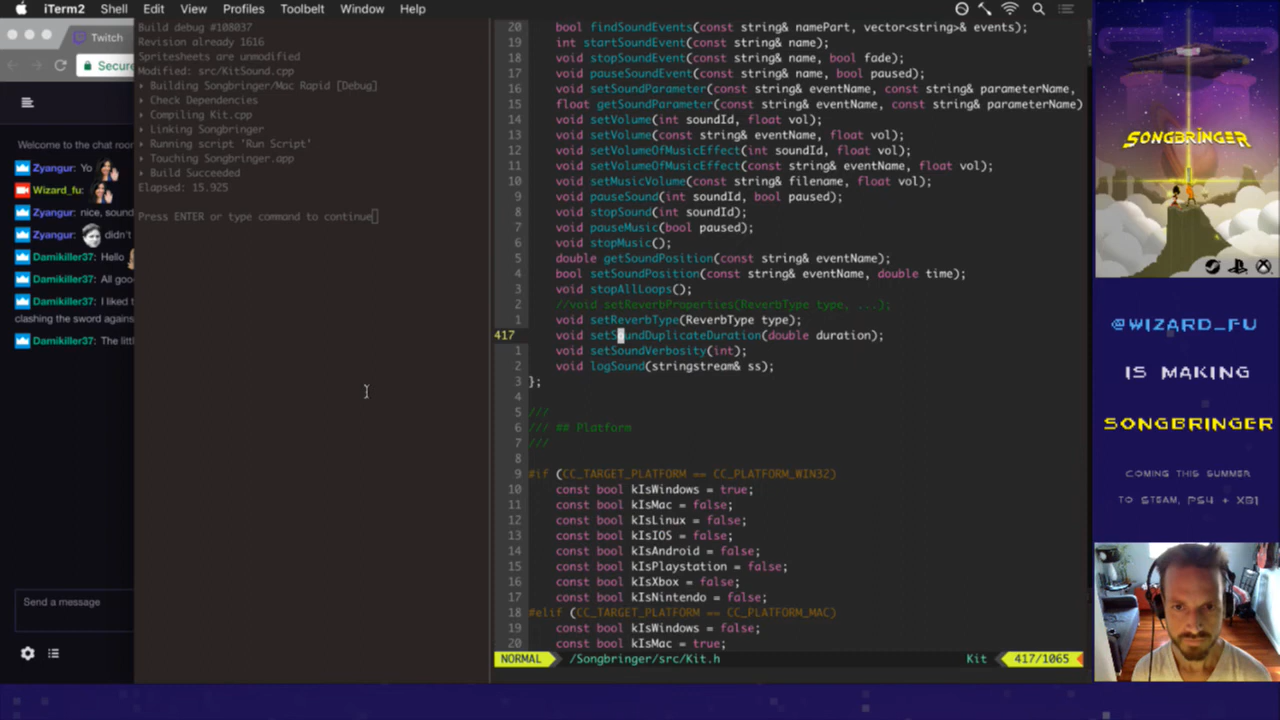 iTerm2 Shell Edit View Profiles Toolbelt Window Help
Twitch
Secure
Welcome to the chat room
Zyangur: Yo
Wizard_fu:
Zyangur: nice, sound
Zyangur: didn't
Damikiller37: Hello
Damikiller37: All good
Damikiller37: I liked t
clashing the sword against
Damikiller37: The little
Send a message
Build debug #108037
Revision already 1616
Spritesheets are unmodified
Modified: src/KitSound.cpp
Building Songbringer/Mac Rapid [Debug]
Check Dependencies
Compiling Kit.cpp
Linking Songbringer
Running script 'Run Script'
Touching Songbringer.app
Build Succeeded
Elapsed: 15.925
Press ENTER or type command to continue
20 bool findSoundEvents(const string& namePart, vector<string>& events);
19 int startSoundEvent(const string& name);
18 void stopSoundEvent(const string& name, bool fade);
17 void pauseSoundEvent(const string& name, bool paused);
16 void setSoundParameter(const string& eventName, const string& parameterName,
15 float getSoundParameter(const string& eventName, const string& parameterName)
14 void setVolume(int soundId, float vol);
13 void setVolume(const string& eventName, float vol);
12 void setVolumeOfMusicEffect(int soundId, float vol);
11 void setVolumeOfMusicEffect(const string& eventName, float vol);
10 void setMusicVolume(const string& filename, float vol);
9 void pauseSound(int soundId, bool paused);
8 void stopSound(int soundId);
7 void pauseMusic(bool paused);
6 void stopMusic();
5 double getSoundPosition(const string& eventName);
4 bool setSoundPosition(const string& eventName, double time);
3 void stopAllLoops();
2 //void setReverbProperties(ReverbType type, ...);
1 void setReverbType(ReverbType type);
417 void setSoundDuplicateDuration(double duration);
1 void setSoundVerbosity(int);
2 void logSound(stringstream& ss);
3 };
4
5 ///
6 /// ## Platform
7 ///
8
9 #if (CC_TARGET_PLATFORM == CC_PLATFORM_WIN32)
10 const bool kIsWindows = true;
11 const bool kIsMac = false;
12 const bool kIsLinux = false;
13 const bool kIsIOS = false;
14 const bool kIsAndroid = false;
15 const bool kIsPlaystation = false;
16 const bool kIsXbox = false;
17 const bool kIsNintendo = false;
18 #elif (CC_TARGET_PLATFORM == CC_PLATFORM_MAC)
19 const bool kIsWindows = false;
20 const bool kIsMac = true;
NORMAL /Songbringer/src/Kit.h Kit 417/1065
SONGBRINGER
@WIZARD_FU
IS MAKING
SONGBRINGER
COMING THIS SUMMER
TO STEAM, PS4 + XB1